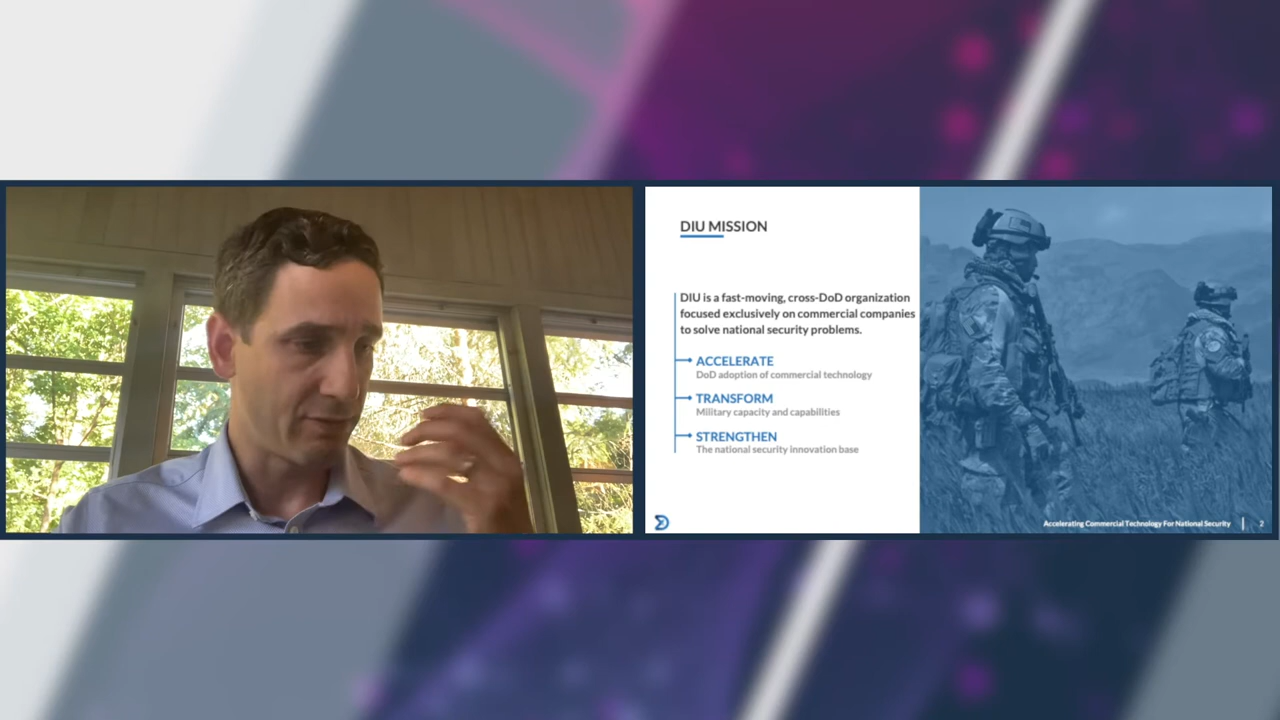 DIU MISSION
DIU is a fast-moving, cross-DoD organization
focused exclusively on commercial companies
to solve national security problems.
ACCELERATE
DoD adoption of commercial technology
TRANSFORM
Military capacity and capabilities
STRENGTHEN
The national security innovation base
Accelerating Commercial Technology For National Security
2